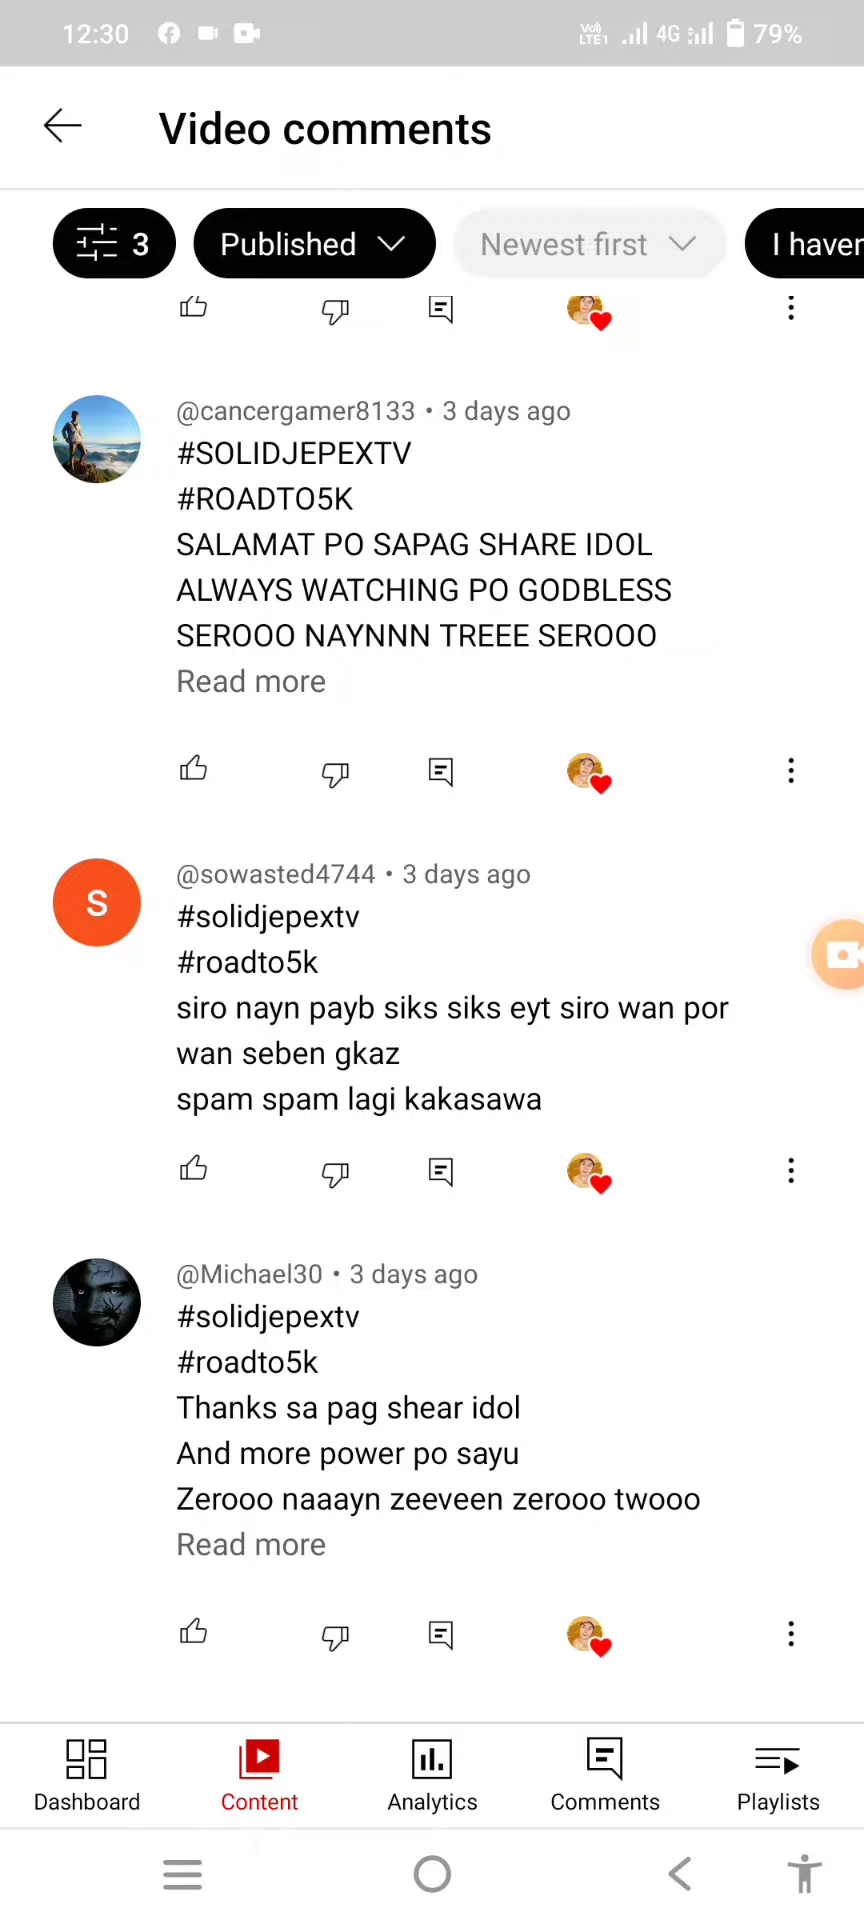 12:30
Vo) LTE1 4G 79%
Video comments
3 Published Newest first I haven
@cancergamer8133 • 3 days ago
#SOLIDJEPEXTV
#ROADTO5K
SALAMAT PO SAPAG SHARE IDOL
ALWAYS WATCHING PO GODBLESS
SEROOO NAYNNN TREEE SEROOO
Read more
S
@sowasted4744 • 3 days ago
#solidjepextv
#roadto5k
siro nayn payb siks siks eyt siro wan por
wan seben gkaz
spam spam lagi kakasawa
@Michael30 • 3 days ago
#solidjepextv
#roadto5k
Thanks sa pag shear idol
And more power po sayu
Zerooo naaayn zeeveen zerooo twooo
Read more
Dashboard Content Analytics Comments Playlists